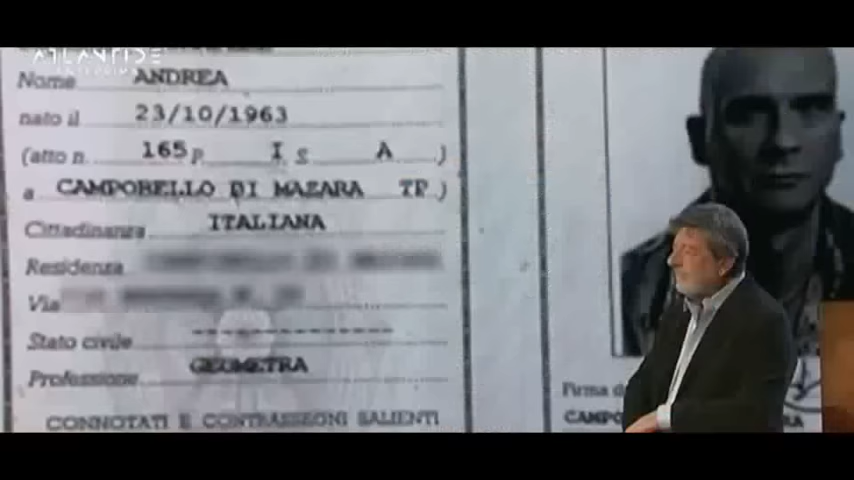 ATLANTIDE
Nome ANDREA
nato il 23/10/1963
(atto n. 165 P I S A )
a CAMPOBELLO DI MAZARA TP )
Cittadinanza ITALIANA
Residenza
Via
Stato civile
Professione GEOMETRA
CONNOTATI E CONTRASSEGNI SALIENTI
Firma d
CAMPO
RA